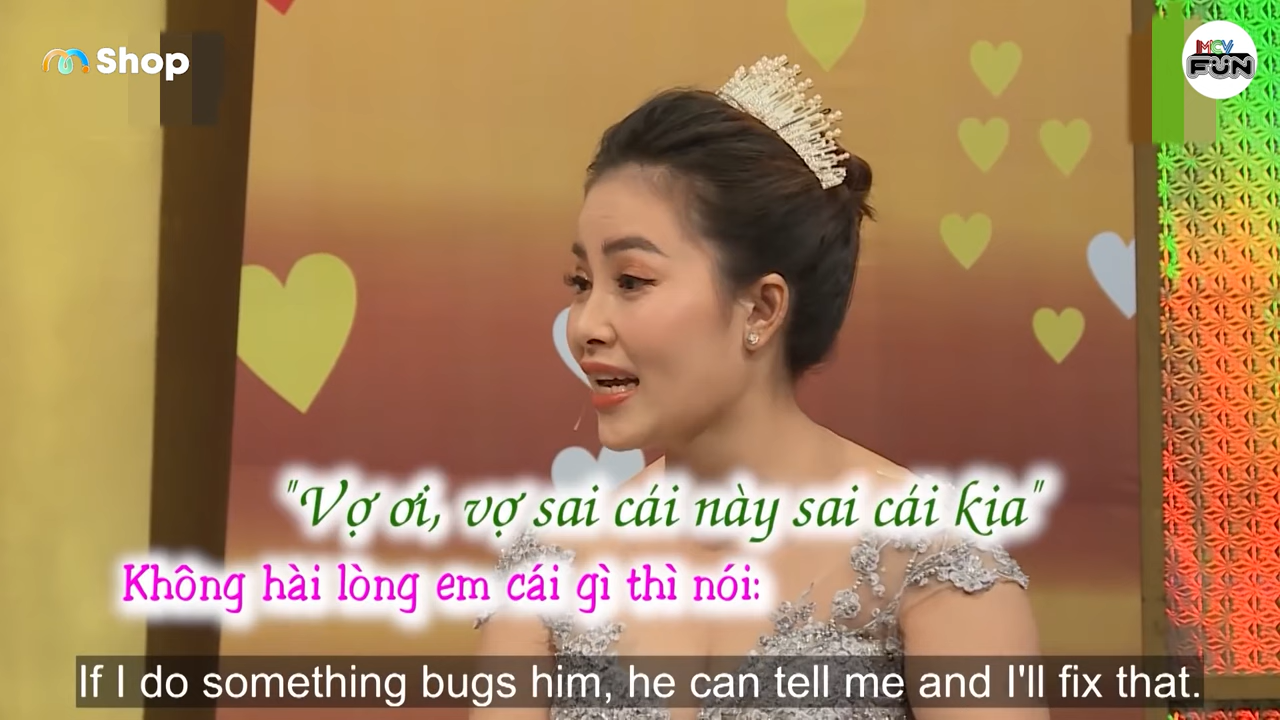 Shop
MCV
FUN
"Vợ ơi, vợ sai cái này sai cái kia"
Không hài lòng em cái gì thì nói:
If I do something bugs him, he can tell me and I'll fix that.